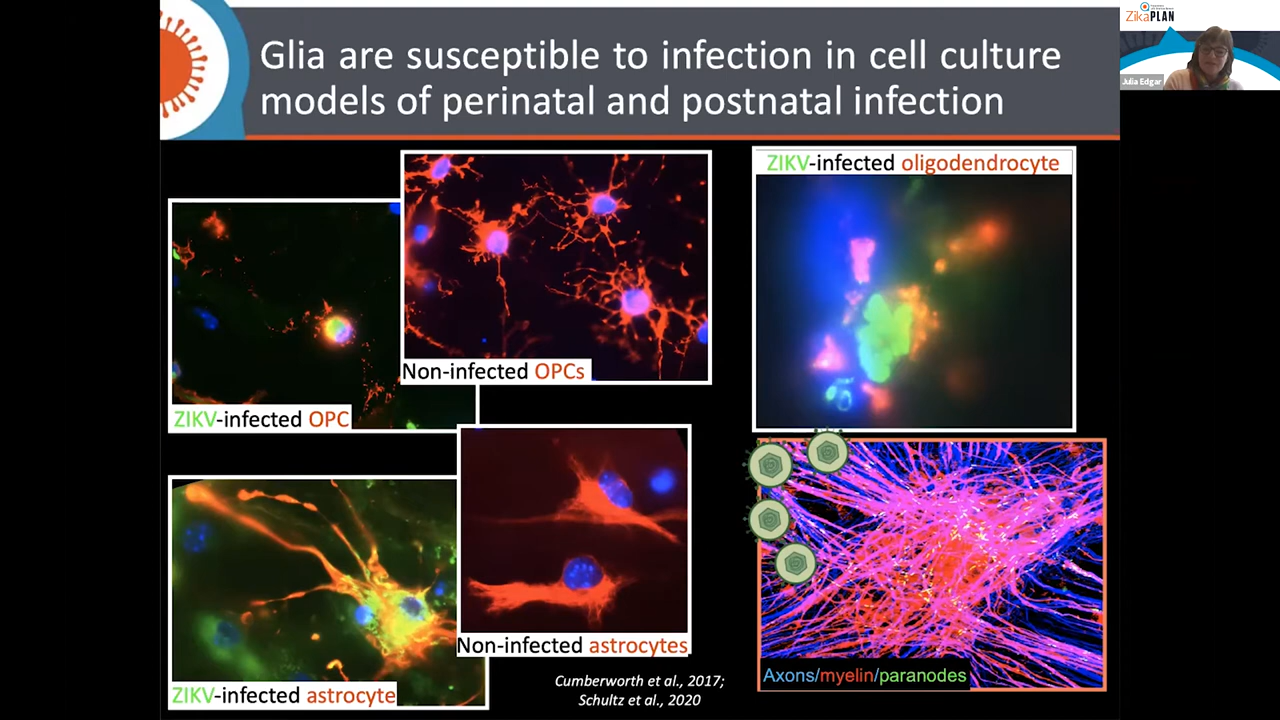 Glia are susceptible to infection in cell culture
models of perinatal and postnatal infection
ZikaPLAN
Julia Edgar
ZIKV-infected OPC
Non-infected OPCs
ZIKV-infected oligodendrocyte
ZIKV-infected astrocyte
Non-infected astrocytes
Cumberworth et al., 2017;
Schultz et al., 2020
Axons/myelin/paranodes